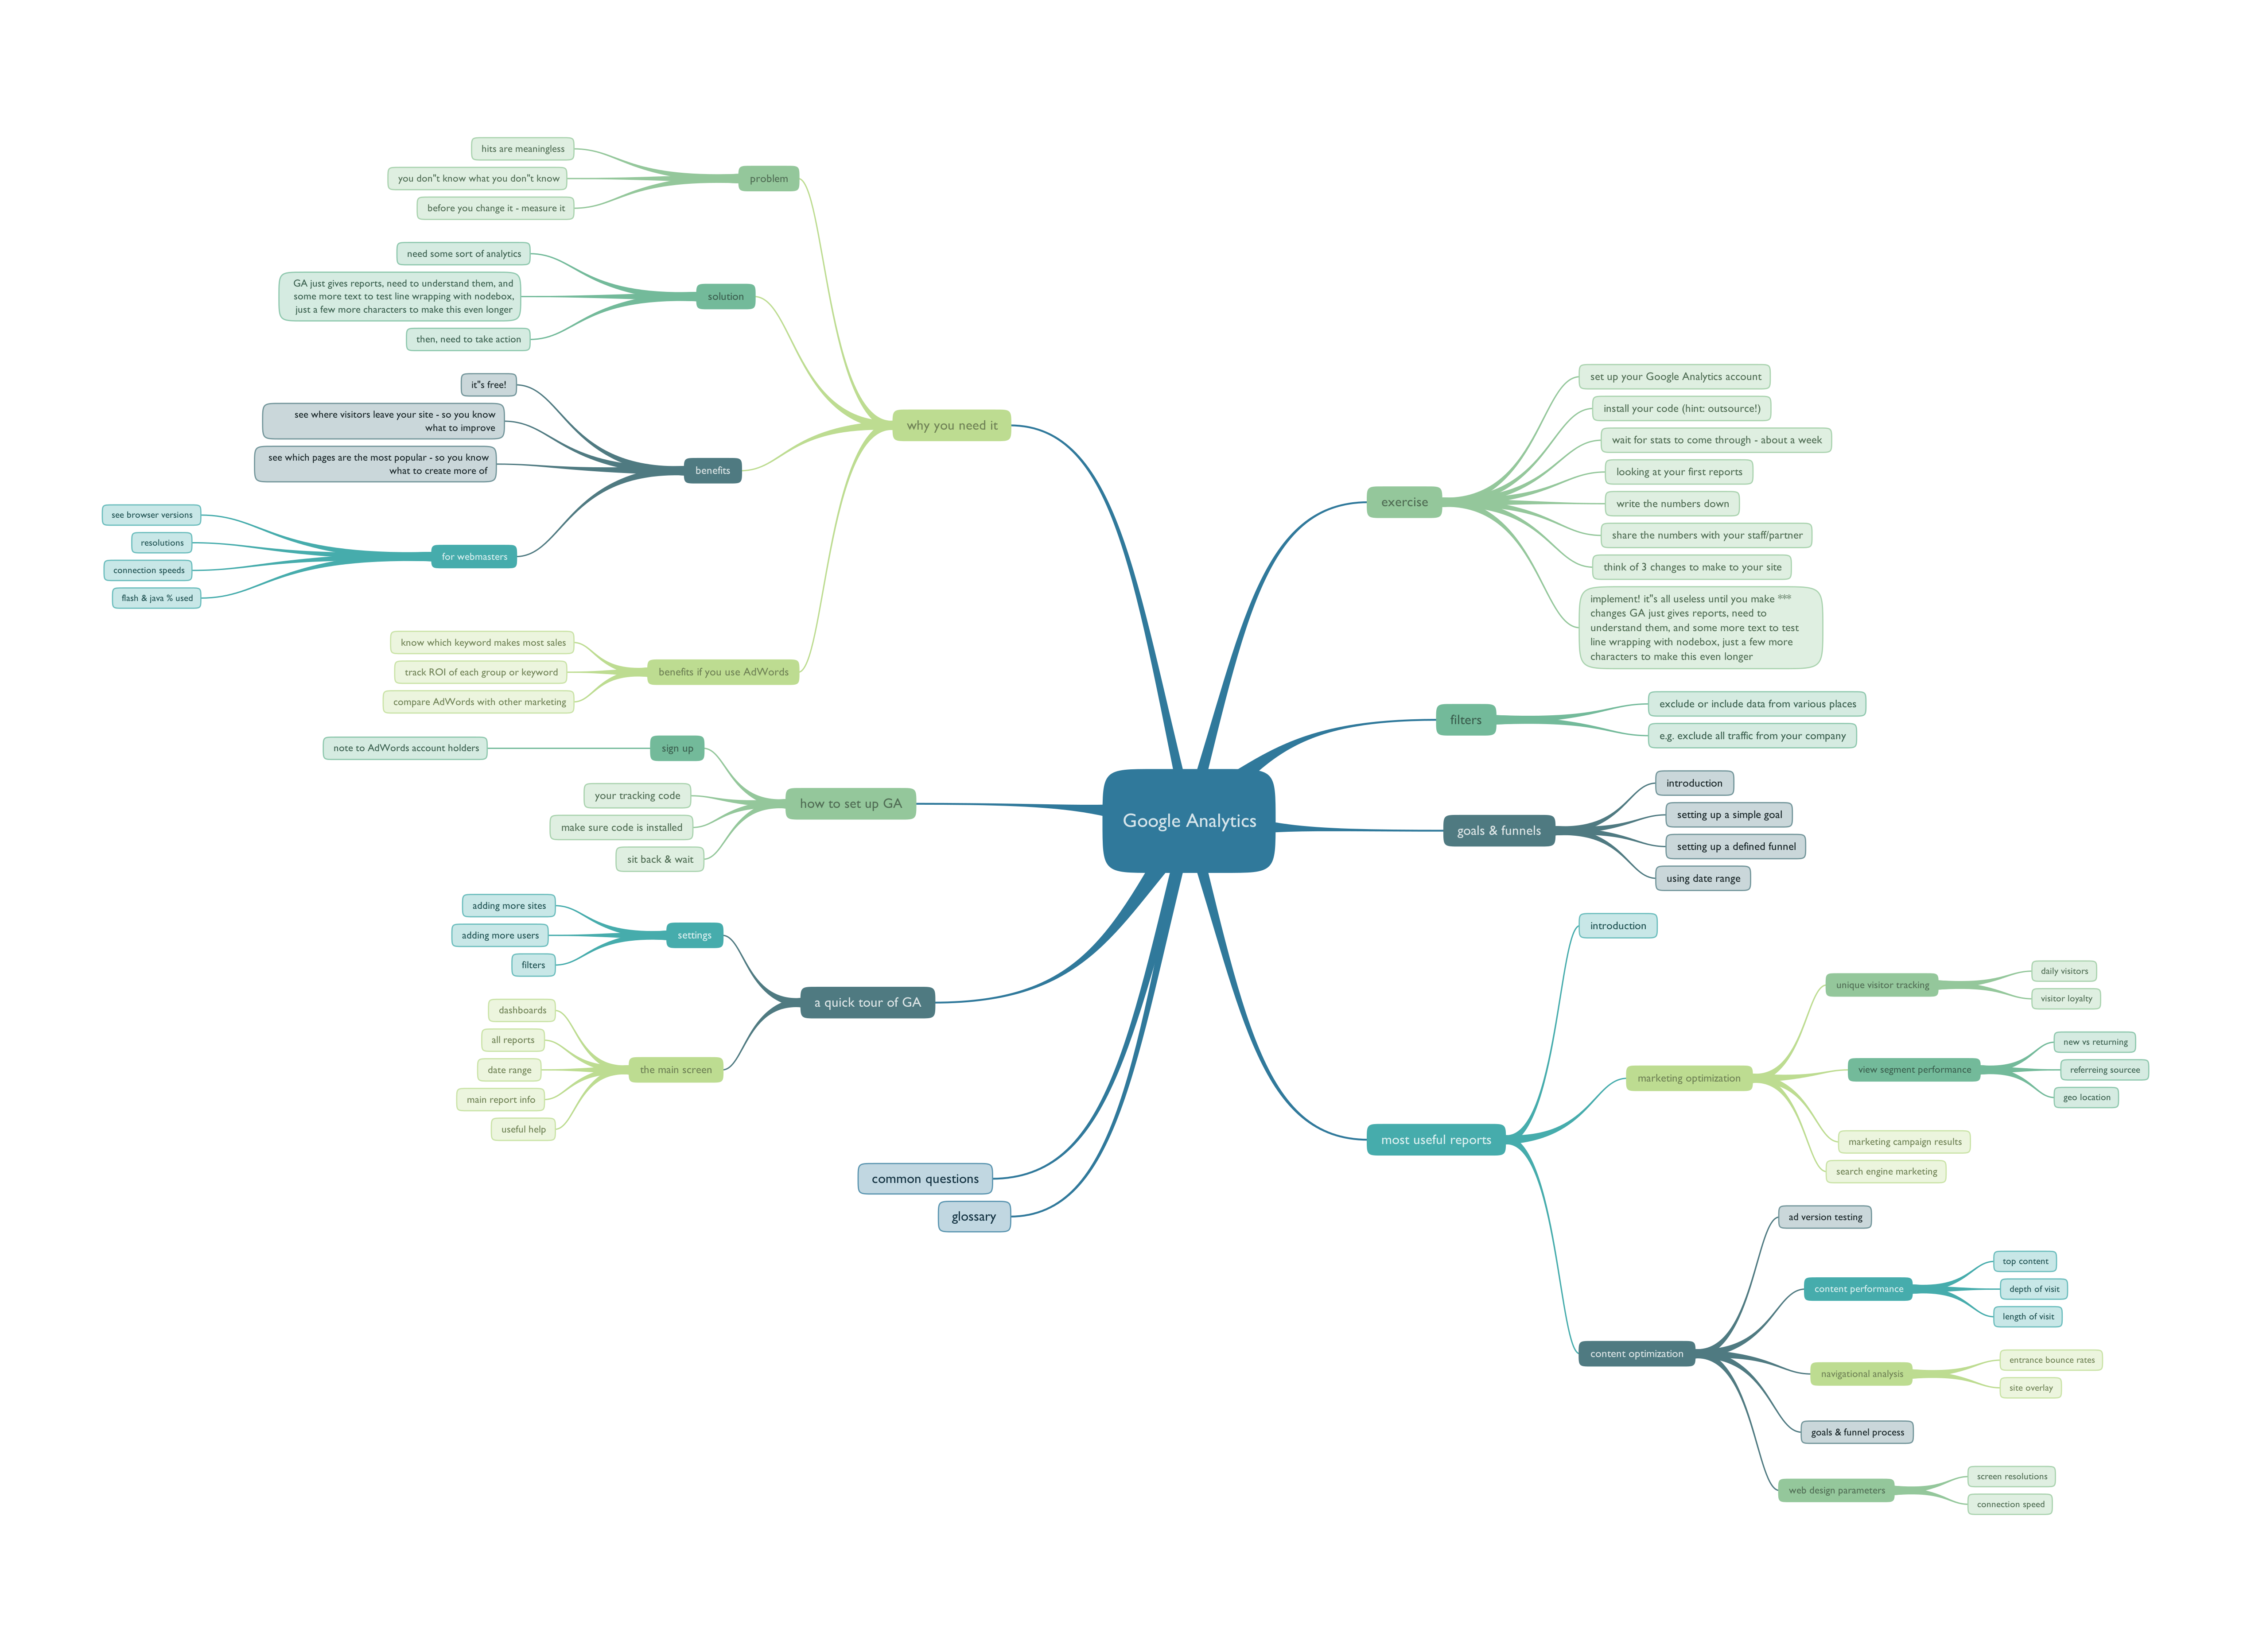 Google Analytics
why you need it
problem
hits are meaningless
you don"t know what you don"t know
before you change it - measure it
solution
need some sort of analytics
GA just gives reports, need to understand them, and
some more text to test line wrapping with nodebox,
just a few more characters to make this even longer
then, need to take action
benefits
it"s free!
see where visitors leave your site - so you know
what to improve
see which pages are the most popular - so you know
what to create more of
for webmasters
see browser versions
resolutions
connection speeds
flash & java % used
benefits if you use AdWords
know which keyword makes most sales
track ROI of each group or keyword
compare AdWords with other marketing
how to set up GA
sign up
note to AdWords account holders
your tracking code
make sure code is installed
sit back & wait
a quick tour of GA
settings
adding more sites
adding more users
filters
the main screen
dashboards
all reports
date range
main report info
useful help
common questions
glossary
exercise
set up your Google Analytics account
install your code (hint: outsource!)
wait for stats to come through - about a week
looking at your first reports
write the numbers down
share the numbers with your staff/partner
think of 3 changes to make to your site
implement! it"s all useless until you make ***
changes GA just gives reports, need to
understand them, and some more text to test
line wrapping with nodebox, just a few more
characters to make this even longer
filters
exclude or include data from various places
e.g. exclude all traffic from your company
goals & funnels
introduction
setting up a simple goal
setting up a defined funnel
using date range
most useful reports
introduction
marketing optimization
unique visitor tracking
daily visitors
visitor loyalty
view segment performance
new vs returning
referreing sourcee
geo location
marketing campaign results
search engine marketing
content optimization
ad version testing
content performance
top content
depth of visit
length of visit
navigational analysis
entrance bounce rates
site overlay
goals & funnel process
web design parameters
screen resolutions
connection speed